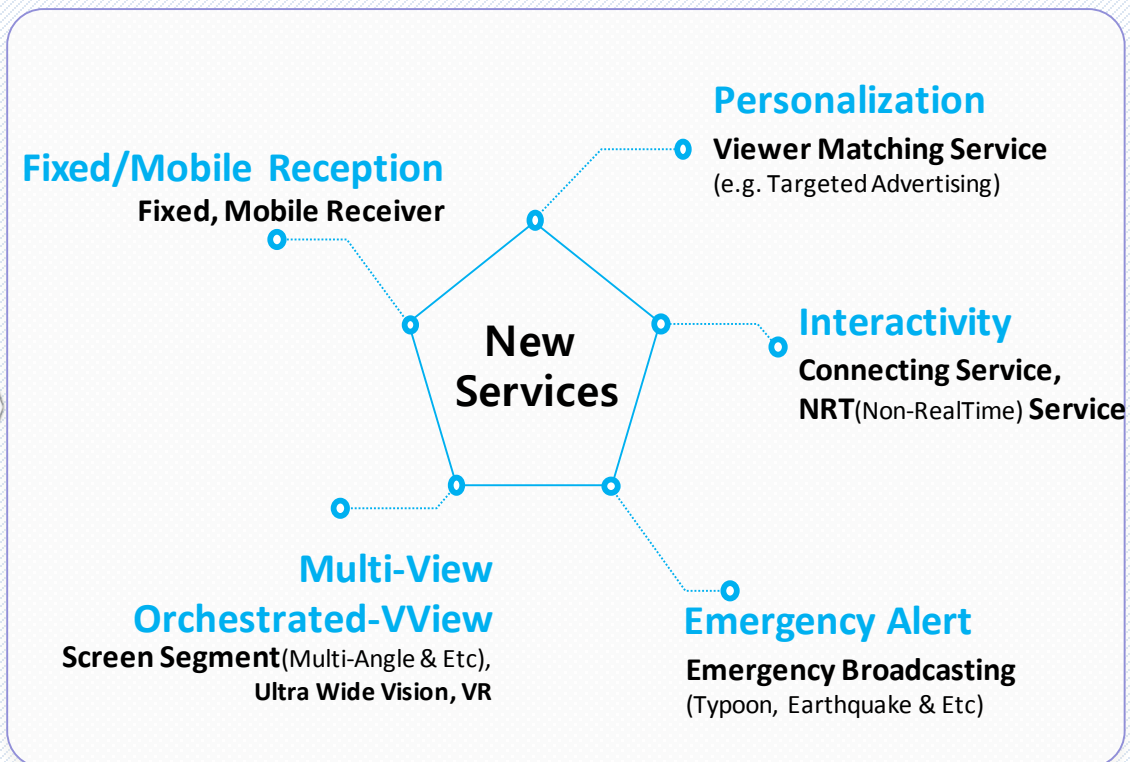 Personalization
Viewer Matching Service
(e.g. Targeted Advertising)
Fixed/Mobile Reception
Fixed, Mobile Receiver
New
Services
Interactivity
Connecting Service,
NRT(Non-RealTime) Service
Multi-View
Orchestrated-VView
Screen Segment(Multi-Angle & Etc),
Ultra Wide Vision, VR
Emergency Alert
Emergency Broadcasting
(Typoon, Earthquake & Etc)